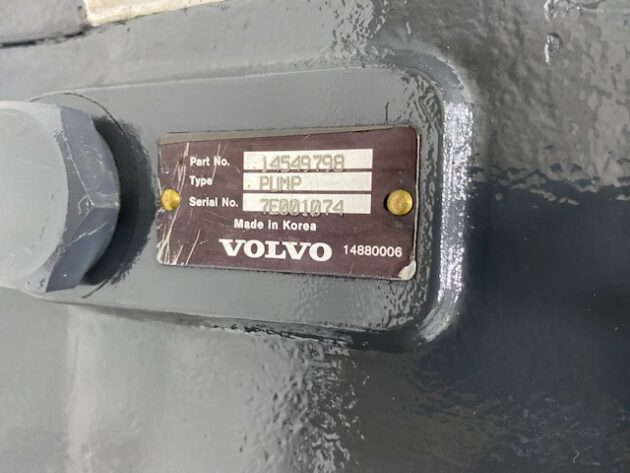 Part No. 14549798
Type PUMP
Serial No. 7E001074
Made in Korea
VOLVO 14880006